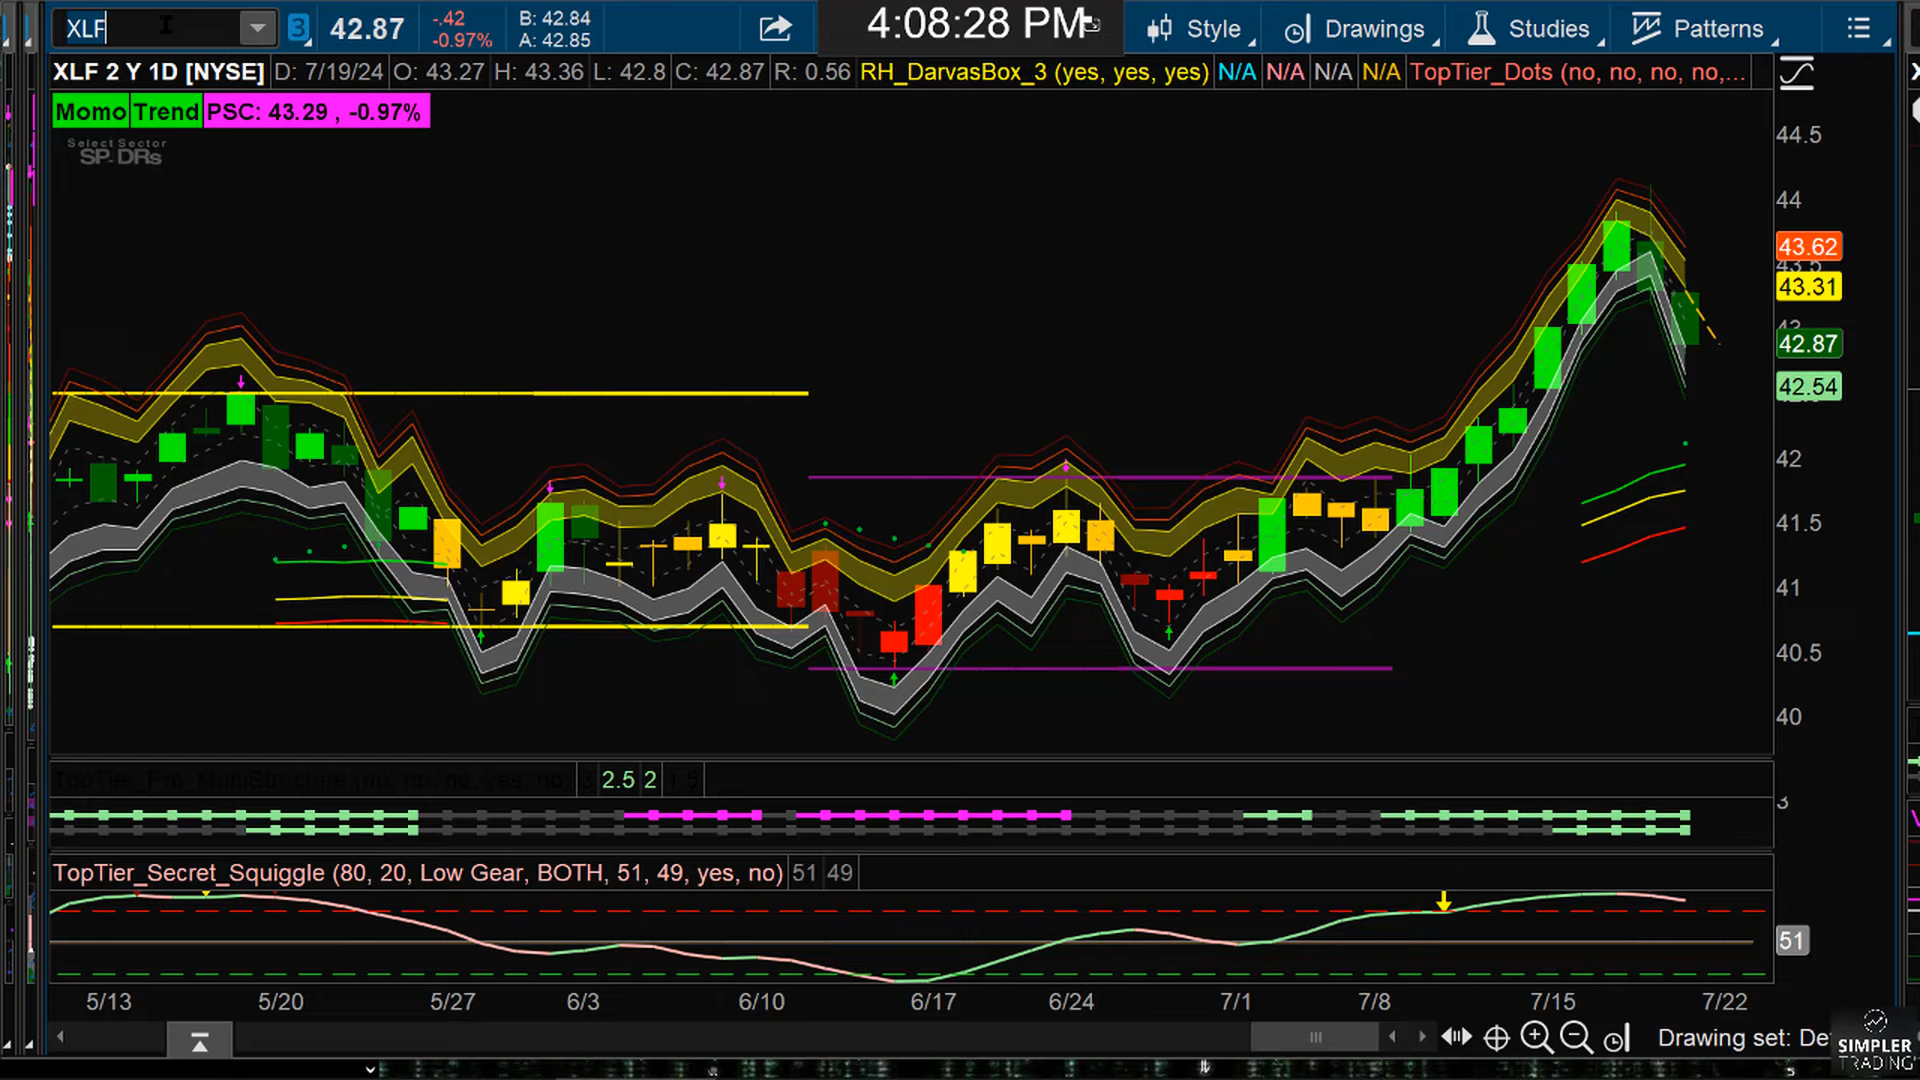 XLF 3 42.87 -.42 -0.97% B: 42.84 A: 42.85 4:08:28 PM Style Drawings Studies Patterns
XLF 2 Y 1D [NYSE] D: 7/19/24 O: 43.27 H: 43.36 L: 42.8 C: 42.87 R: 0.56 RH_DarvasBox_3 (yes, yes, yes) N/A N/A N/A N/A TopTier_Dots (no, no, no, no,...
Momo Trend PSC: 43.29 , -0.97%
Select Sector
SPDRs
44.5
44
43.62
43.5
43.31
43
42.87
42.54
42
41.5
41
40.5
40
2.5 2
3
TopTier_Secret_Squiggle (80, 20, Low Gear, BOTH, 51, 49, yes, no) 51 49
51
5/13 5/20 5/27 6/3 6/10 6/17 6/24 7/1 7/8 7/15 7/22
Drawing set: De
SIMPLER
TRADING